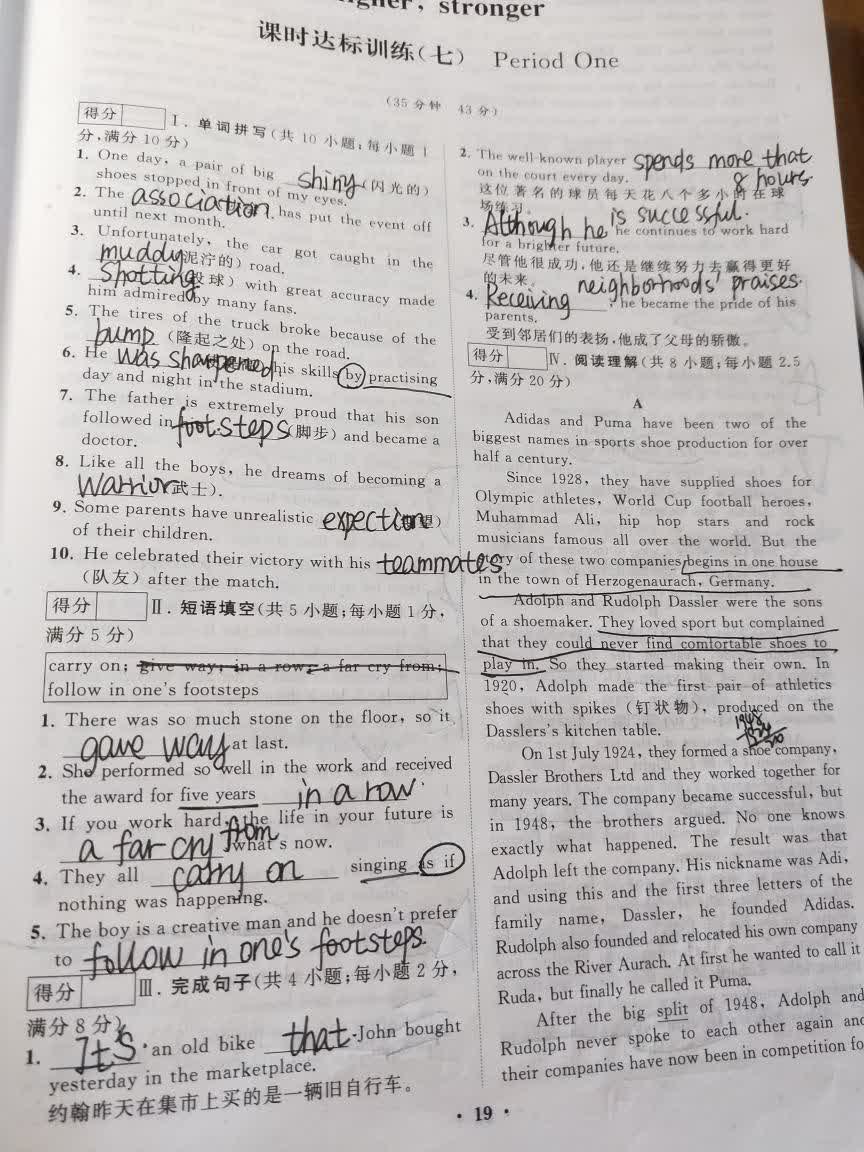 higher, stronger
课时达标训练(七) Period One
(35分钟 43分)
得分
Ⅰ. 单词拼写(共10小题;每小题1
分,满分10分)
1. One day, a pair of big shiny(闪光的)
shoes stopped in front of my eyes.
2. The association has put the event off
until next month.
3. Unfortunately, the car got caught in the
muddy(泥泞的) road.
4. Shotting(投球) with great accuracy made
him admired by many fans.
5. The tires of the truck broke because of the
bump (隆起之处) on the road.
6. He was sharpened his skills by practising
day and night in the stadium.
7. The father is extremely proud that his son
followed in footsteps(脚步) and became a
doctor.
8. Like all the boys, he dreams of becoming a
Warrior(武士).
9. Some parents have unrealistic expection(期望)
of their children.
10. He celebrated their victory with his teammates
(队友) after the match.
得分
Ⅱ. 短语填空(共5小题;每小题1分,
满分5分)
carry on; give way; in a row; a far cry from;
follow in one's footsteps
1. There was so much stone on the floor, so it
gave way at last.
2. She performed so well in the work and received
the award for five years in a row.
3. If you work hard, the life in your future is
a far cry from what's now.
4. They all carry on singing as if
nothing was happening.
5. The boy is a creative man and he doesn't prefer
to follow in one's footsteps.
得分
Ⅲ. 完成句子(共4小题;每小题2分,
满分8分)
1. It's an old bike that John bought
yesterday in the marketplace.
约翰昨天在集市上买的是一辆旧自行车。
2. The well-known player spends more that
8 hours.
on the court every day.
这位著名的球员每天花八个多小时在球
场练习。
3. Although he is successful. he continues to work hard
for a brighter future.
尽管他很成功,他还是继续努力去赢得更好
的未来。
4. Receiving neighborhoods' praises. , he became the pride of his
parents.
受到邻居们的表扬,他成了父母的骄傲。
得分
Ⅳ. 阅读理解(共8小题;每小题2.5
分,满分20分)
A
Adidas and Puma have been two of the
biggest names in sports shoe production for over
half a century.
Since 1928, they have supplied shoes for
Olympic athletes, World Cup football heroes,
Muhammad Ali, hip hop stars and rock
musicians famous all over the world. But the
story of these two companies begins in one house
in the town of Herzogenaurach, Germany.
Adolph and Rudolph Dassler were the sons
of a shoemaker. They loved sport but complained
that they could never find comfortable shoes to
play in. So they started making their own. In
1920, Adolph made the first pair of athletics
shoes with spikes (钉状物), produced on the
Dasslers's kitchen table.
1948
On 1st July 1924, they formed a shoe company,
Dassler Brothers Ltd and they worked together for
many years. The company became successful, but
in 1948, the brothers argued. No one knows
exactly what happened. The result was that
Adolph left the company. His nickname was Adi,
and using this and the first three letters of the
family name, Dassler, he founded Adidas.
Rudolph also founded and relocated his own company
across the River Aurach. At first he wanted to call it
Ruda, but finally he called it Puma.
After the big split of 1948, Adolph and
Rudolph never spoke to each other again and
their companies have now been in competition fo
· 19 ·